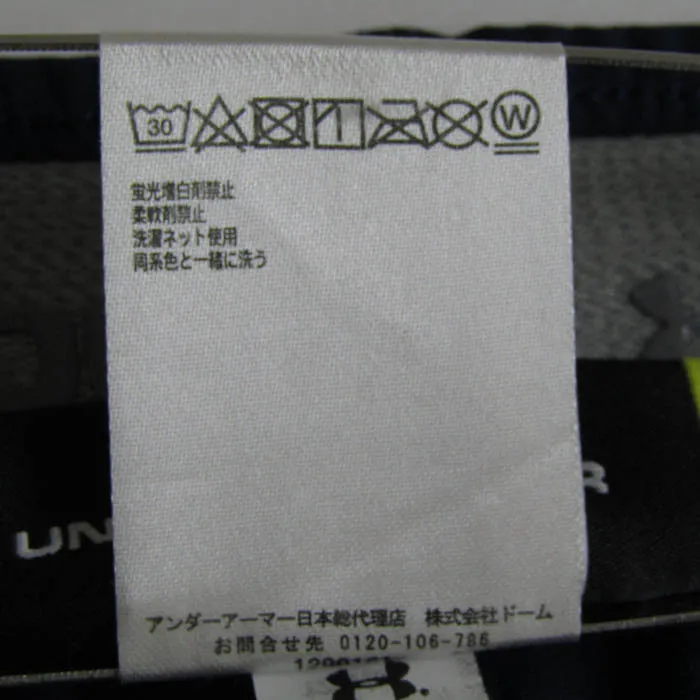 30
W
蛍光増白剤禁止
柔軟剤禁止
洗濯ネット使用
同系色と一緒に洗う
UN R
アンダーアーマー日本総代理店 株式会社ドーム
お問合せ先 0120-106-786